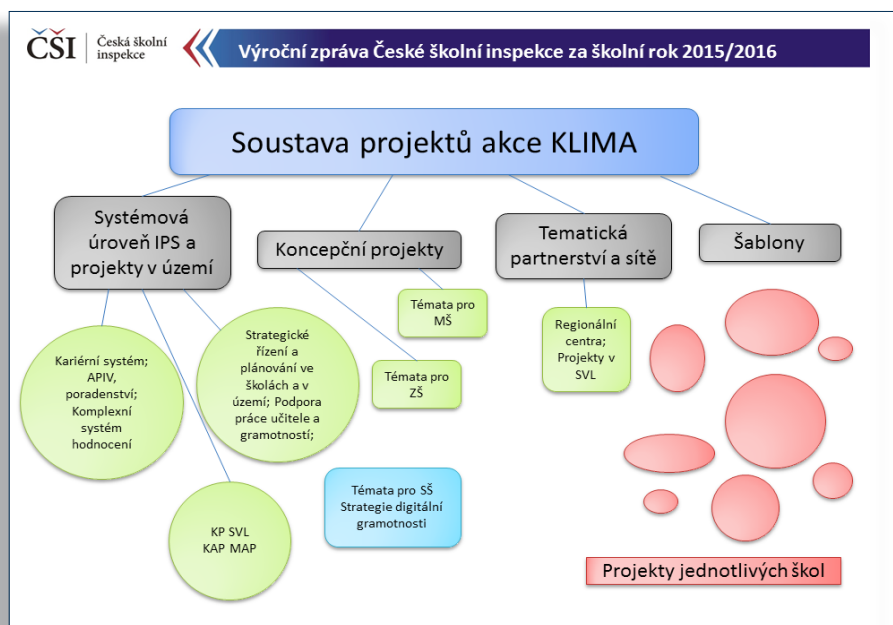 ČŠI
Česká školní
inspekce
Výroční zpráva České školní inspekce za školní rok 2015/2016
Soustava projektů akce KLIMA
Systémová
úroveň IPS a
projekty v území
Koncepční projekty
Tematická
partnerství a sítě
Šablony
Kariérní systém;
APIV,
poradenství;
Komplexní
systém
hodnocení
Strategické
řízení a
plánování ve
školách a v
území; Podpora
práce učitele a
gramotností;
Témata pro
MŠ
Témata pro
ZŠ
Regionální
centra;
Projekty v
SVL
KP SVL
KAP MAP
Témata pro SŠ
Strategie digitální
gramotnosti
Projekty jednotlivých škol